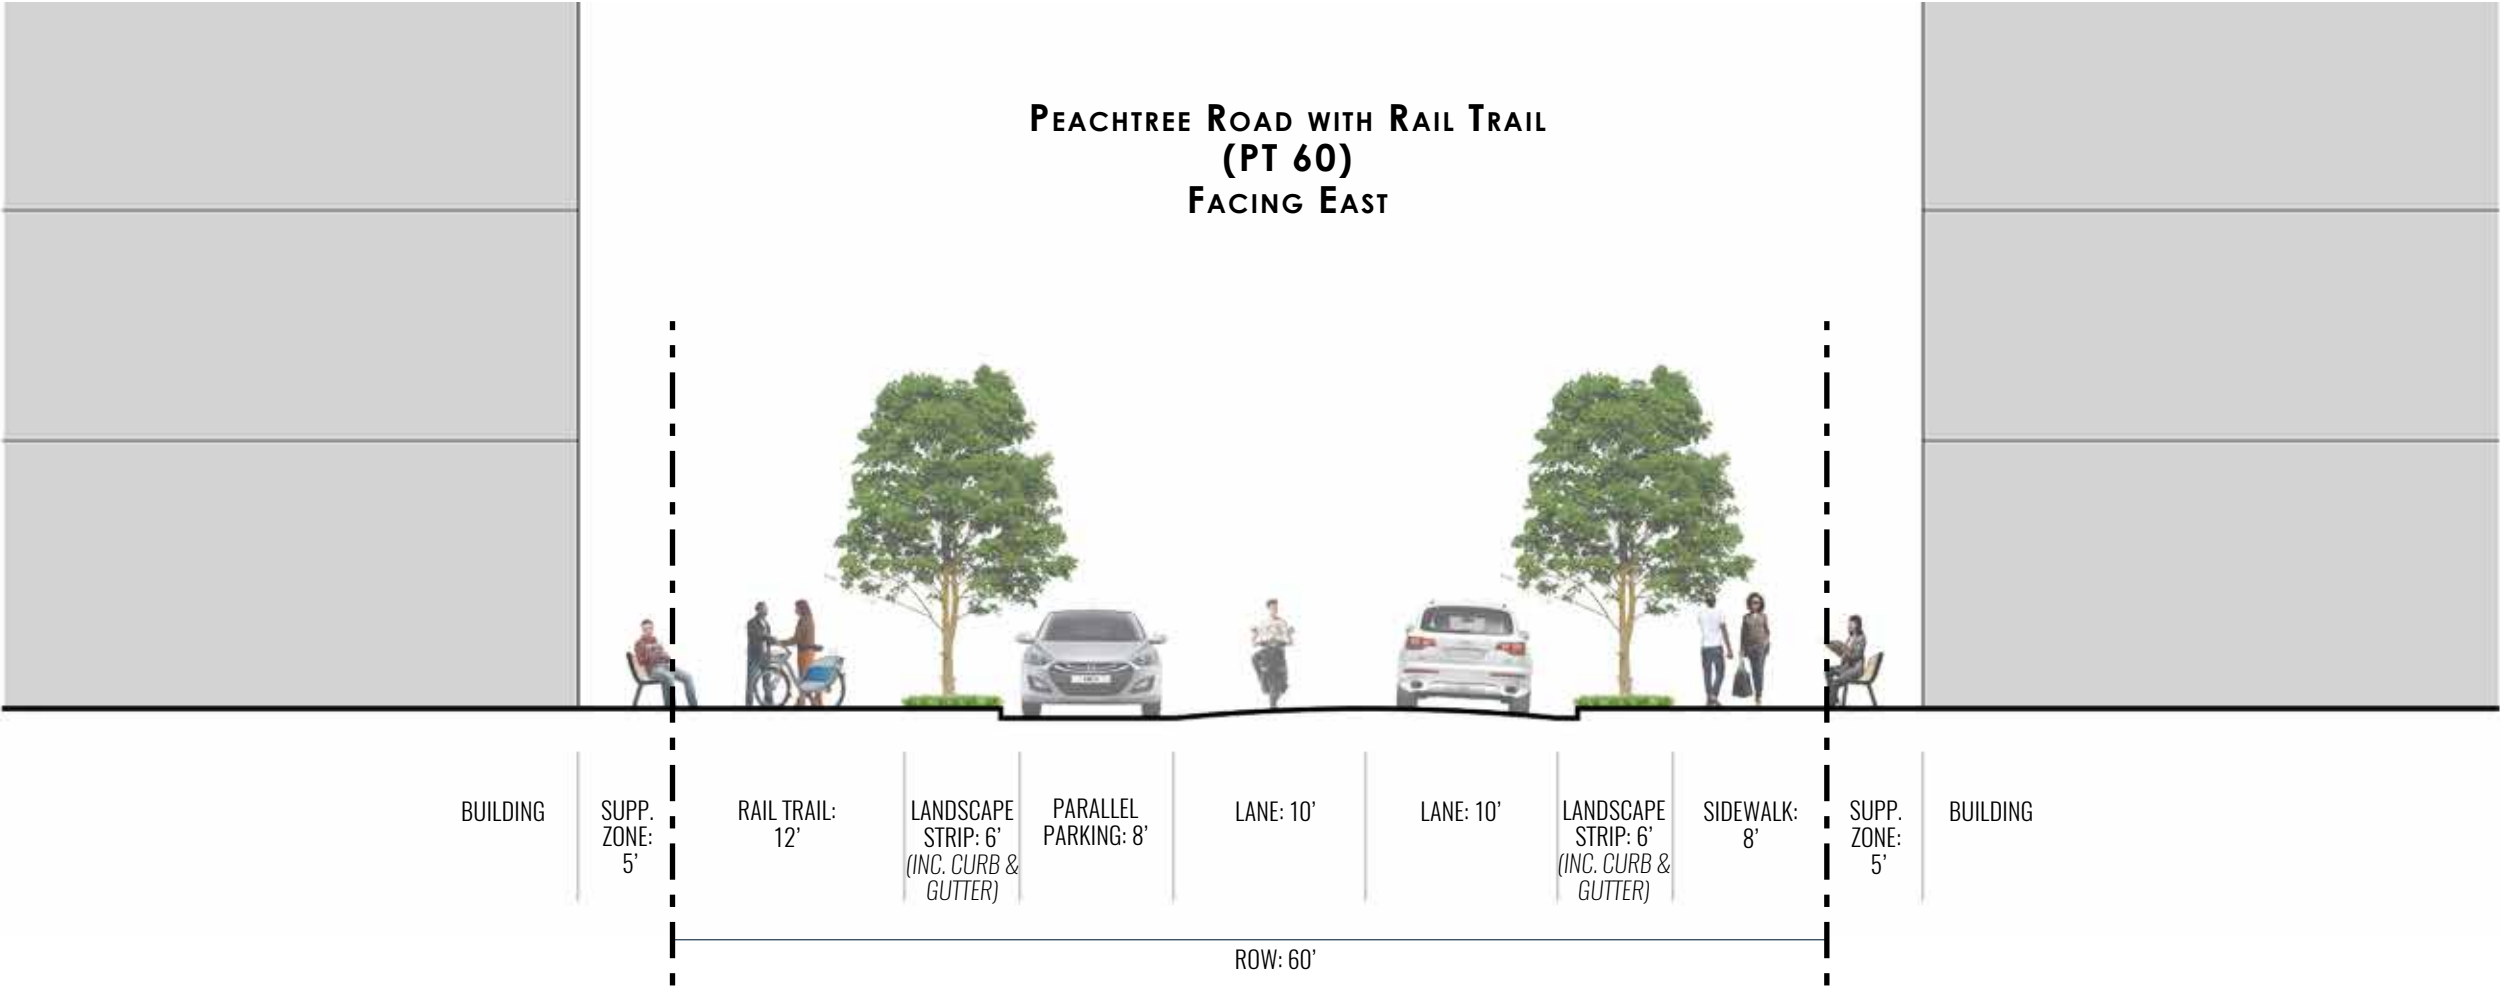 PEACHTREE ROAD WITH RAIL TRAIL
(PT 60)
FACING EAST
BUILDING
SUPP.
ZONE:
5’
RAIL TRAIL:
12’
LANDSCAPE
STRIP: 6’
(INC. CURB &
GUTTER)
PARALLEL
PARKING: 8’
LANE: 10’
LANE: 10’
LANDSCAPE
STRIP: 6’
(INC. CURB &
GUTTER)
SIDEWALK:
8’
SUPP.
ZONE:
5’
BUILDING
ROW: 60’